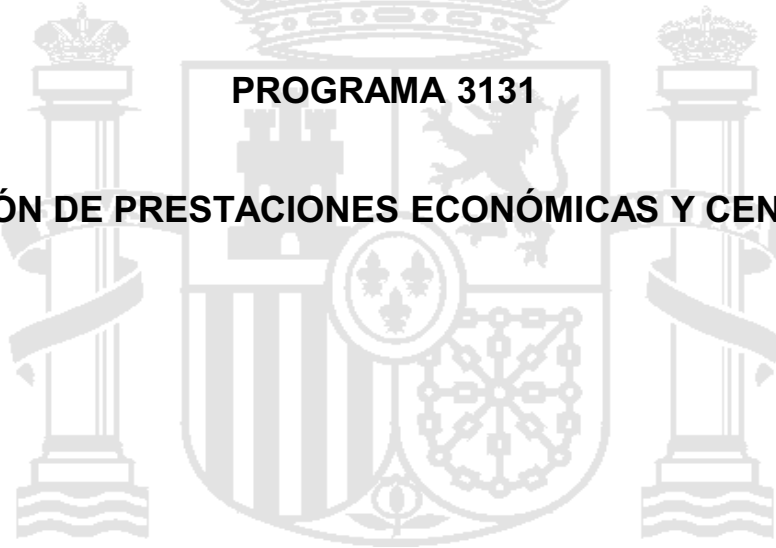 PROGRAMA 3131
ÓN DE PRESTACIONES ECONÓMICAS Y CEN